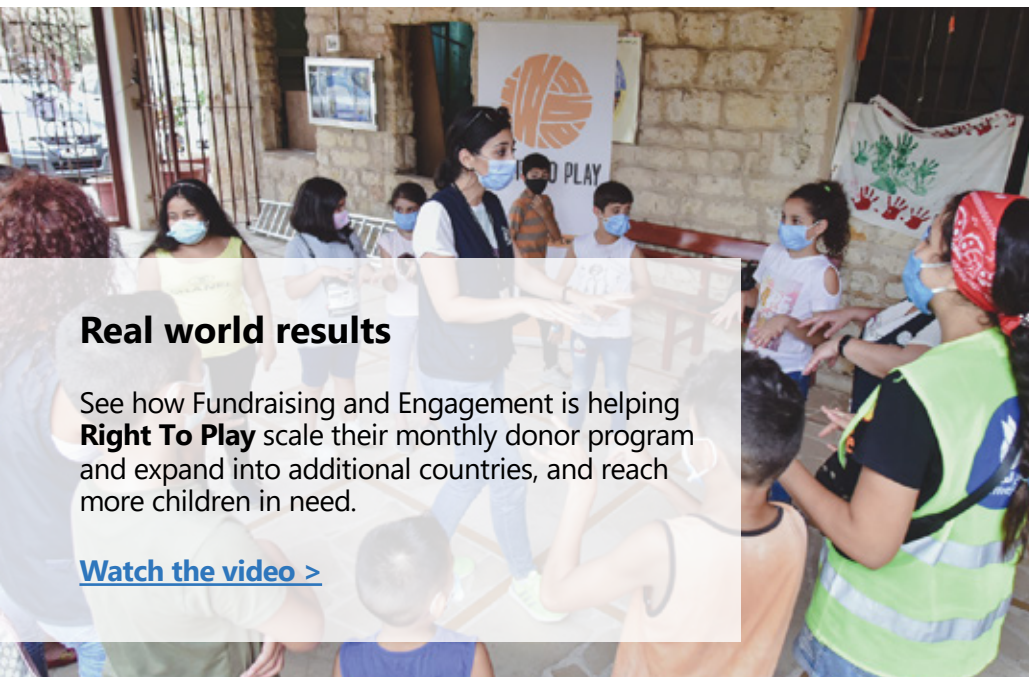 O PLAY
Real world results
See how Fundraising and Engagement is helping
Right To Play scale their monthly donor program
and expand into additional countries, and reach
more children in need.
Watch the video >